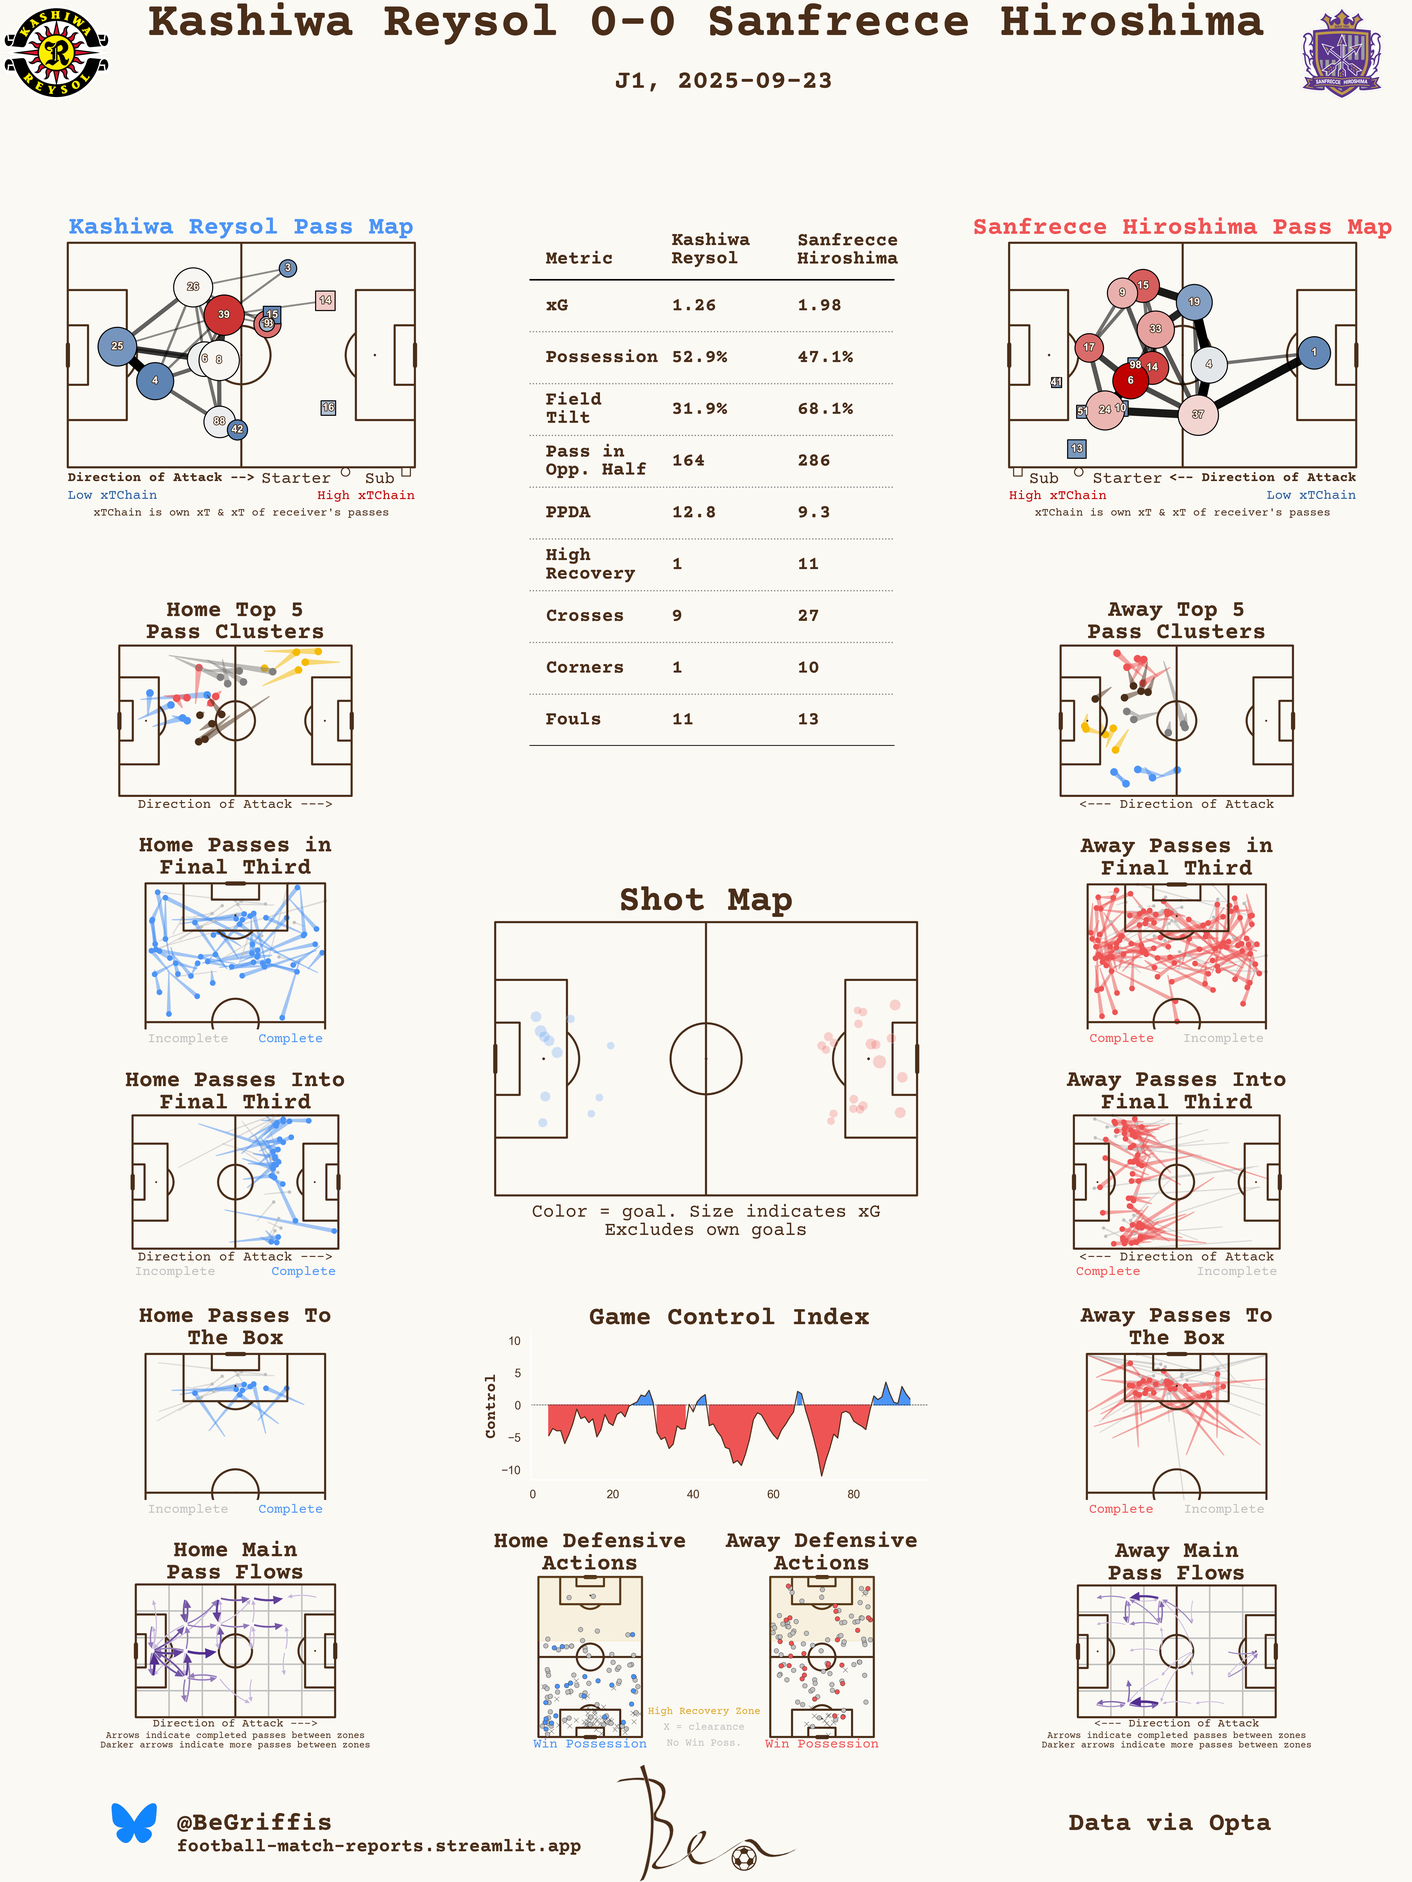 Kashiwa Reysol 0-0 Sanfrecce Hiroshima
J1, 2025-09-23
KASHIWA
R
REYSOL
SANFRECCE HIROSHIMA
Kashiwa Reysol Pass Map
3
26
14
39
15
25
6
8
4
16
88
42
Direction of Attack --> Starter Sub
Low xTChain High xTChain
xTChain is own xT & xT of receiver's passes
Metric Kashiwa Reysol Sanfrecce Hiroshima
xG 1.26 1.98
Possession 52.9% 47.1%
Field Tilt 31.9% 68.1%
Pass in Opp. Half 164 286
PPDA 12.8 9.3
High Recovery 1 11
Crosses 9 27
Corners 1 10
Fouls 11 13
Sanfrecce Hiroshima Pass Map
9
15
19
33
17
1
98
14
4
41
6
51
24
10
37
13
Sub Starter <-- Direction of Attack
High xTChain Low xTChain
xTChain is own xT & xT of receiver's passes
Home Top 5
Pass Clusters
Direction of Attack --->
Away Top 5
Pass Clusters
<--- Direction of Attack
Home Passes in
Final Third
Incomplete Complete
Away Passes in
Final Third
Complete Incomplete
Shot Map
Color = goal. Size indicates xG
Excludes own goals
Home Passes Into
Final Third
Direction of Attack --->
Incomplete Complete
Away Passes Into
Final Third
<--- Direction of Attack
Complete Incomplete
Home Passes To
The Box
Incomplete Complete
Game Control Index
Control
10
5
0
−5
−10
0 20 40 60 80
Away Passes To
The Box
Complete Incomplete
Home Main
Pass Flows
Direction of Attack --->
Arrows indicate completed passes between zones
Darker arrows indicate more passes between zones
Home Defensive
Actions
Win Possession
High Recovery Zone
X = clearance
No Win Poss.
Away Defensive
Actions
Win Possession
Away Main
Pass Flows
<--- Direction of Attack
Arrows indicate completed passes between zones
Darker arrows indicate more passes between zones
@BeGriffis
football-match-reports.streamlit.app
Ben
Data via Opta